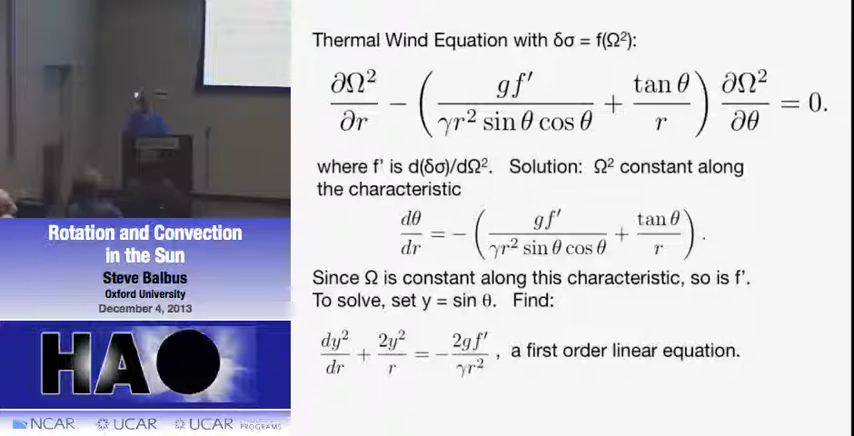 Thermal Wind Equation with δσ = f(Ω²):
∂Ω²/∂r − ( gf′/(γr² sin θ cos θ) + tan θ/r ) ∂Ω²/∂θ = 0.
where f' is d(δσ)/dΩ². Solution: Ω² constant along
the characteristic
dθ/dr = − ( gf′/(γr² sin θ cos θ) + tan θ/r ) .
Since Ω is constant along this characteristic, so is f'.
To solve, set y = sin θ. Find:
dy²/dr + 2y²/r = − 2gf′/γr² , a first order linear equation.
Rotation and Convection
in the Sun
Steve Balbus
Oxford University
December 4, 2013
HAO
NCAR UCAR UCAR PROGRAMS